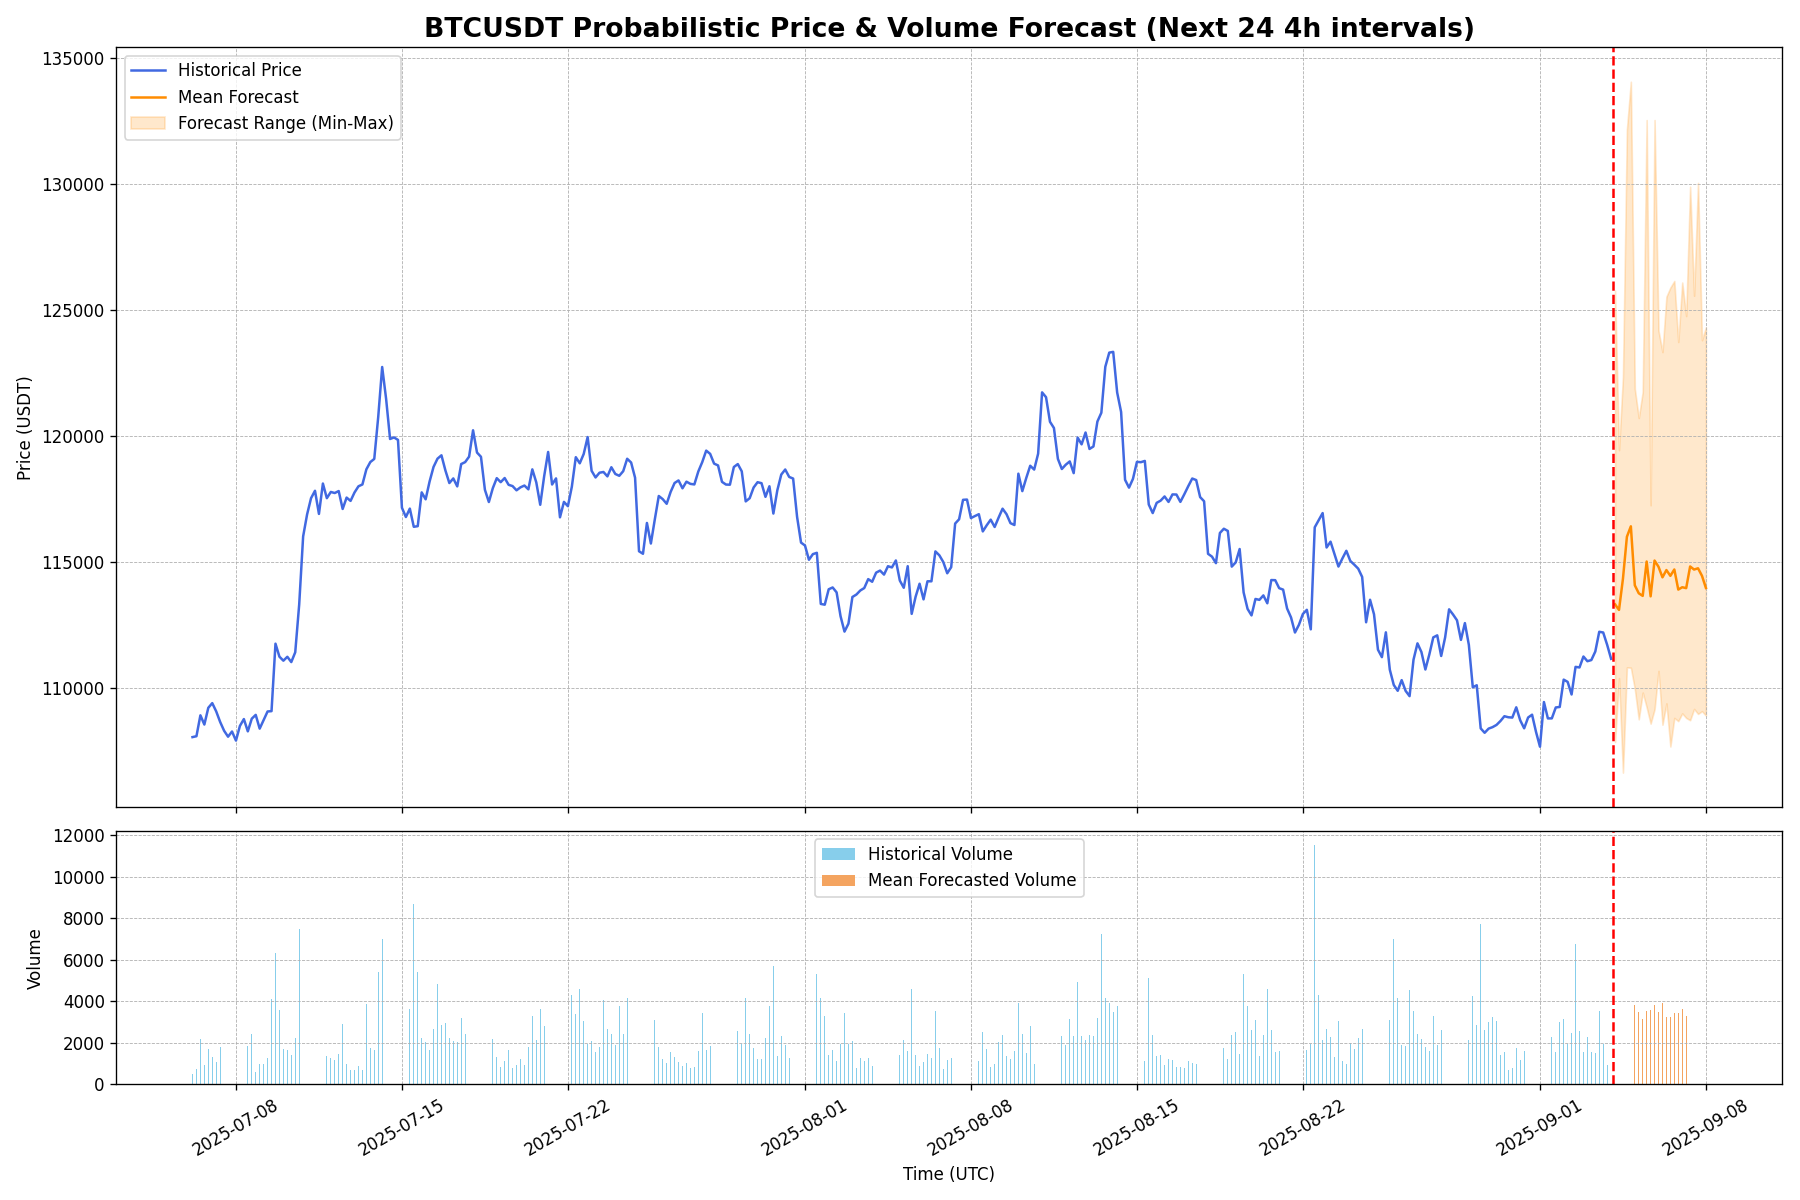 BTCUSDT Probabilistic Price & Volume Forecast (Next 24 4h intervals)
135000
130000
125000
120000
115000
110000
Price (USDT)
Historical Price
Mean Forecast
Forecast Range (Min-Max)
12000
10000
8000
6000
4000
2000
0
Volume
Historical Volume
Mean Forecasted Volume
2025-07-08
2025-07-15
2025-07-22
2025-08-01
2025-08-08
2025-08-15
2025-08-22
2025-09-01
2025-09-08
Time (UTC)